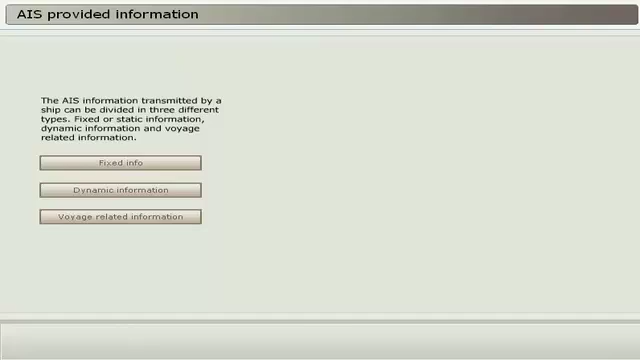 AIS provided information
The AIS information transmitted by a
ship can be divided in three different
types. Fixed or static information,
dynamic information and voyage
related information.
Fixed info
Dynamic information
Voyage related information